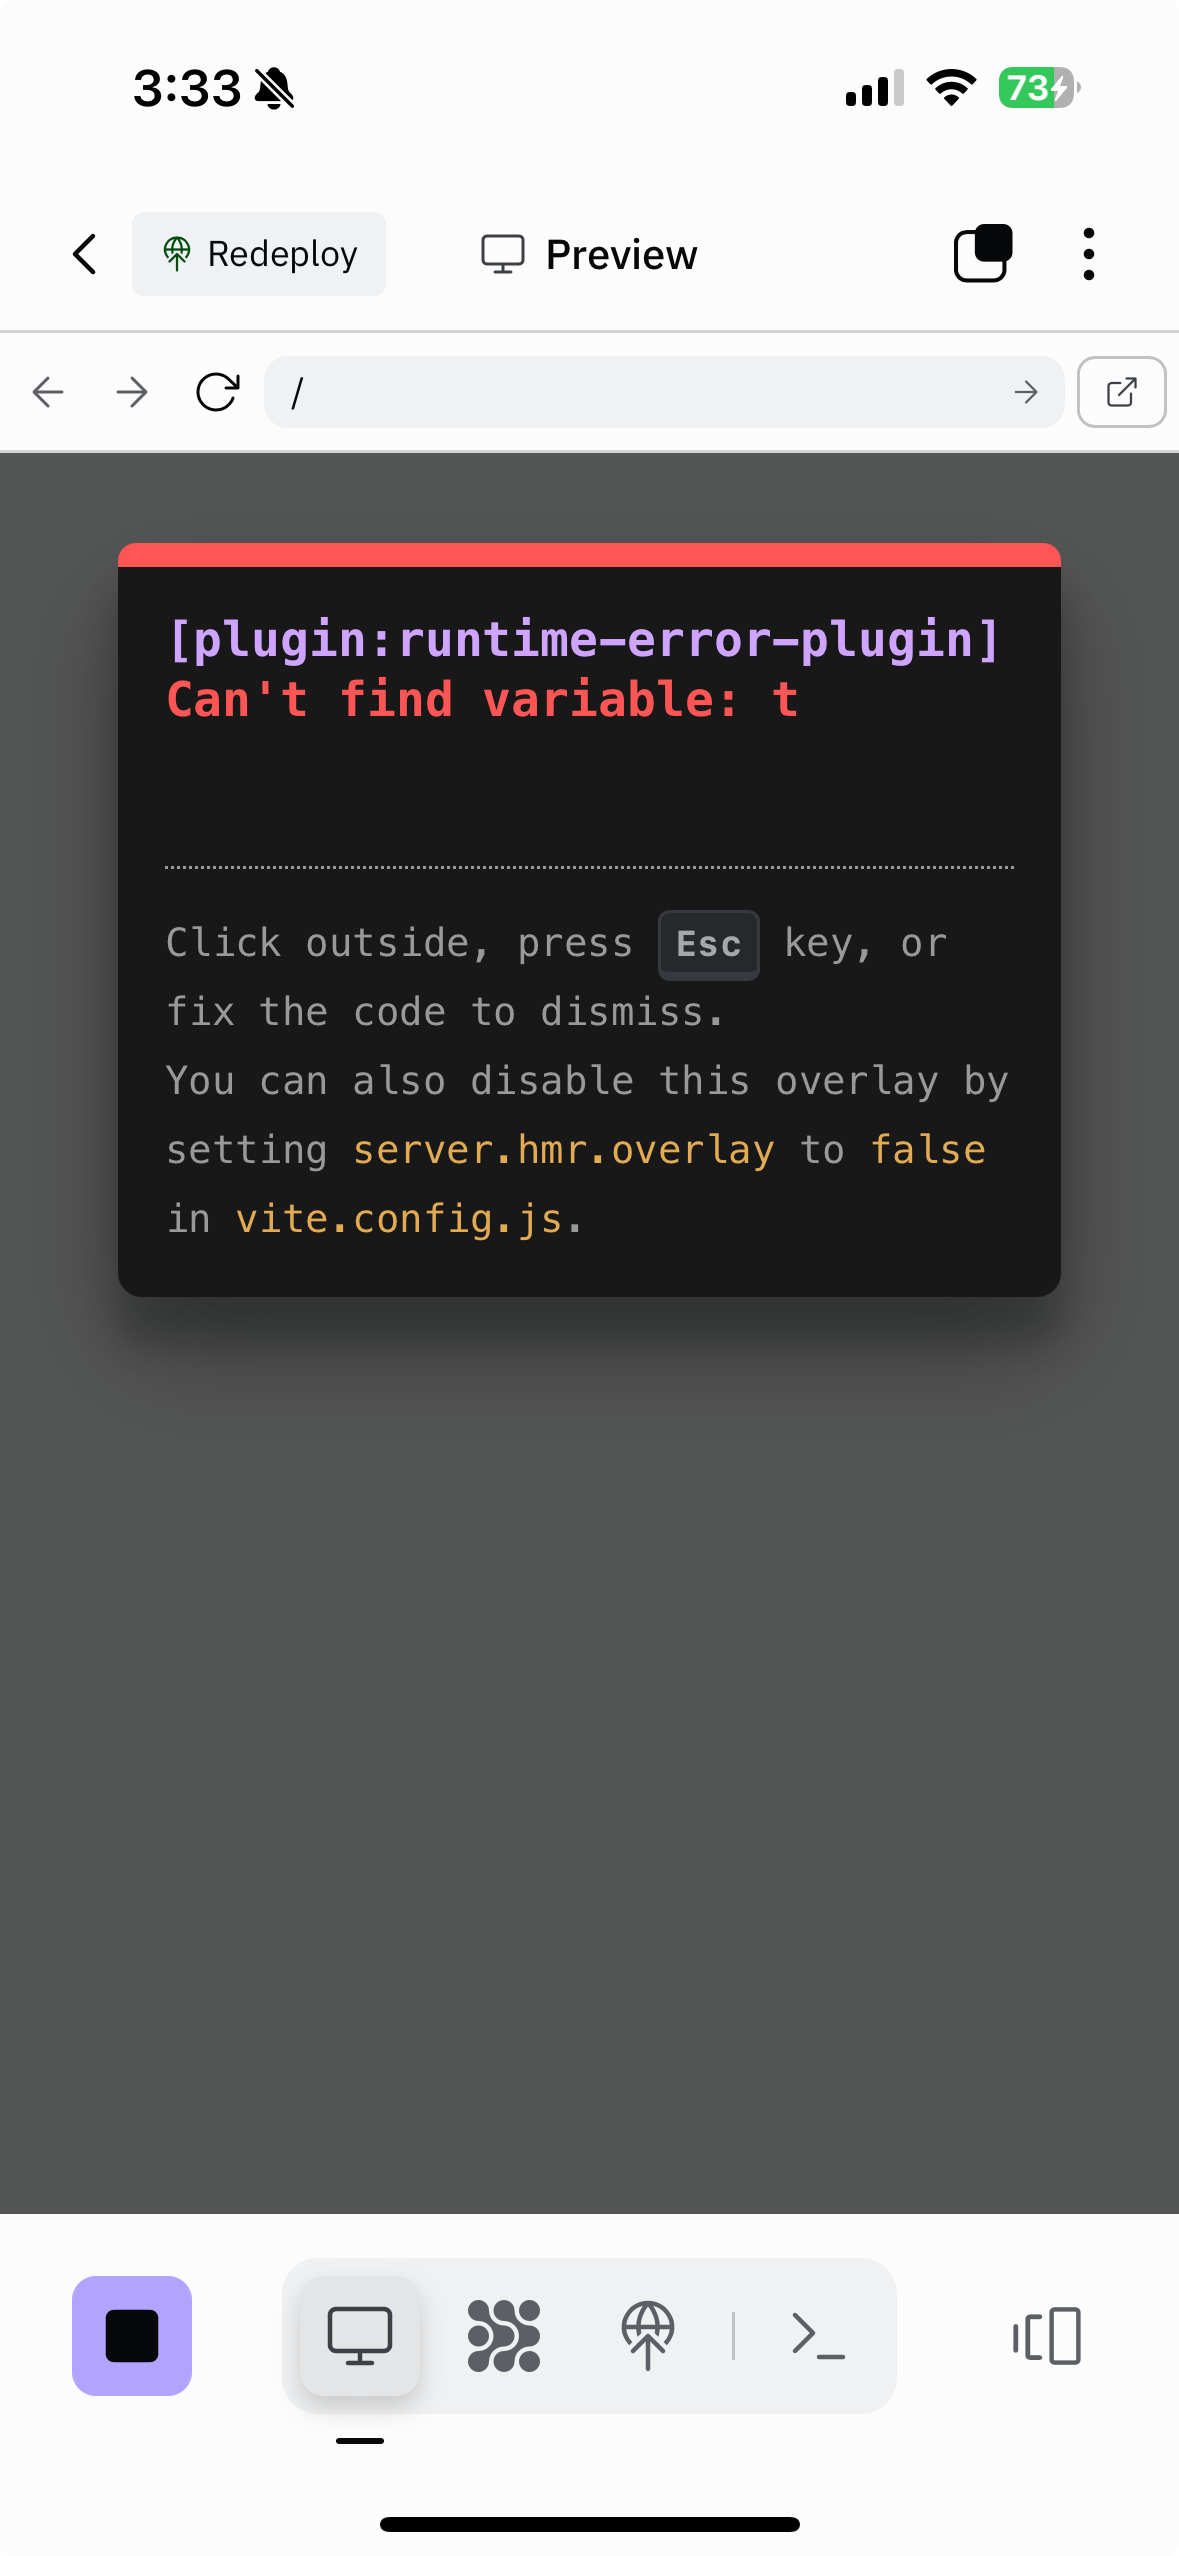 3:33
73
Redeploy
Preview
/
[plugin:runtime-error-plugin]
Can't find variable: t
Click outside, press Esc key, or
fix the code to dismiss.
You can also disable this overlay by
setting server.hmr.overlay to false
in vite.config.js.